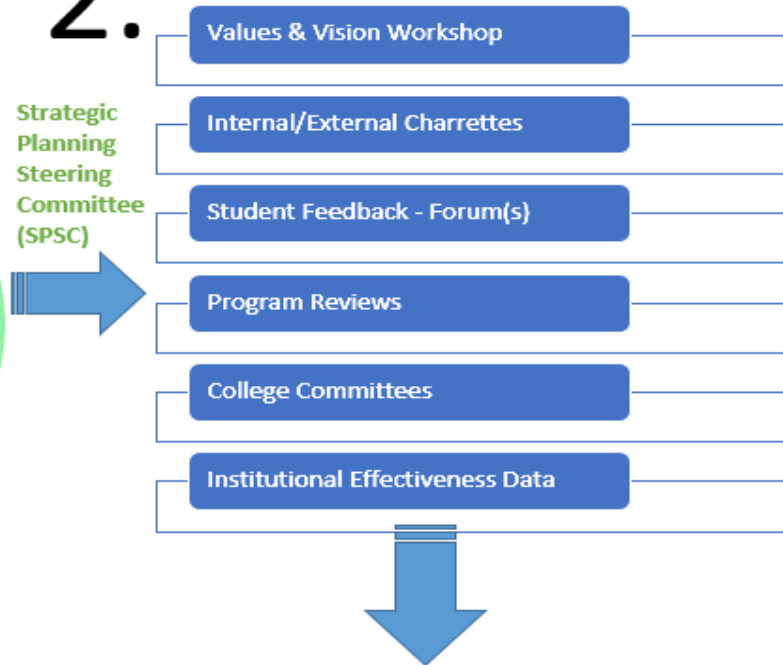 2.
Values & Vision Workshop
Strategic
Planning
Steering
Committee
(SPSC)
Internal/External Charrettes
Student Feedback - Forum(s)
Program Reviews
College Committees
Institutional Effectiveness Data